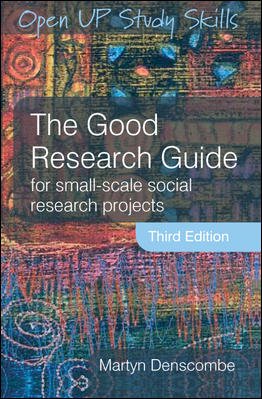 Open UP Study Skills
The Good
Research Guide
for small-scale social
research projects
Third Edition
Martyn Denscombe